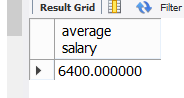 Result Grid Filter
average
salary
6400.000000